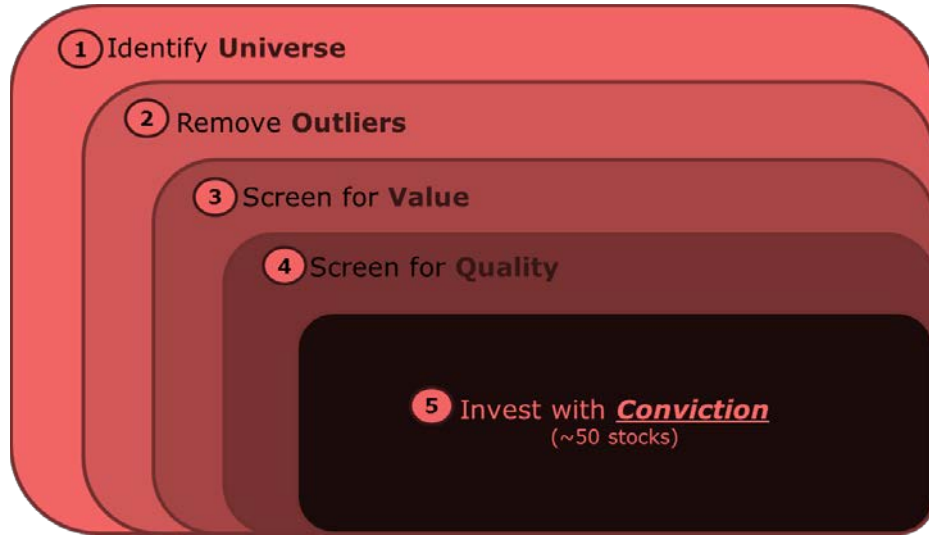 1 Identify Universe
2 Remove Outliers
3 Screen for Value
4 Screen for Quality
5 Invest with Conviction
(~50 stocks)